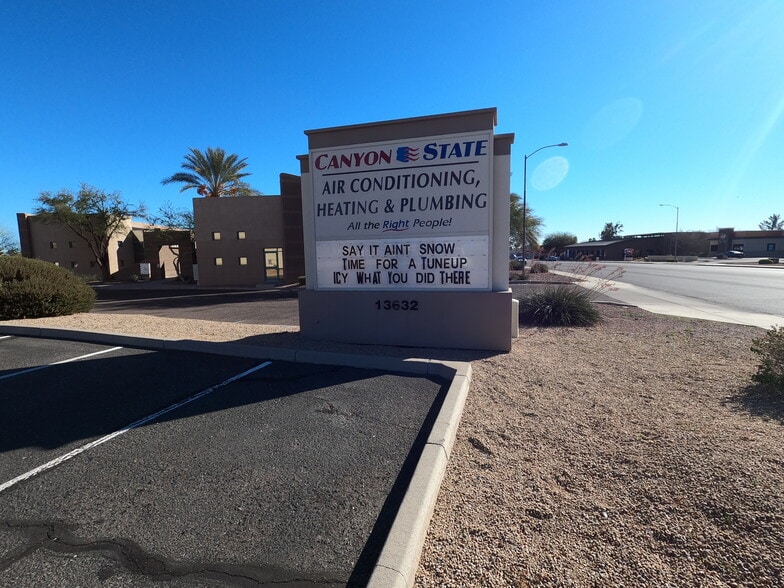 CANYON STATE
AIR CONDITIONING,
HEATING & PLUMBING
All the Right People!
SAY IT AINT SNOW
TIME FOR A TUNEUP
ICY WHAT YOU DID THERE
13632